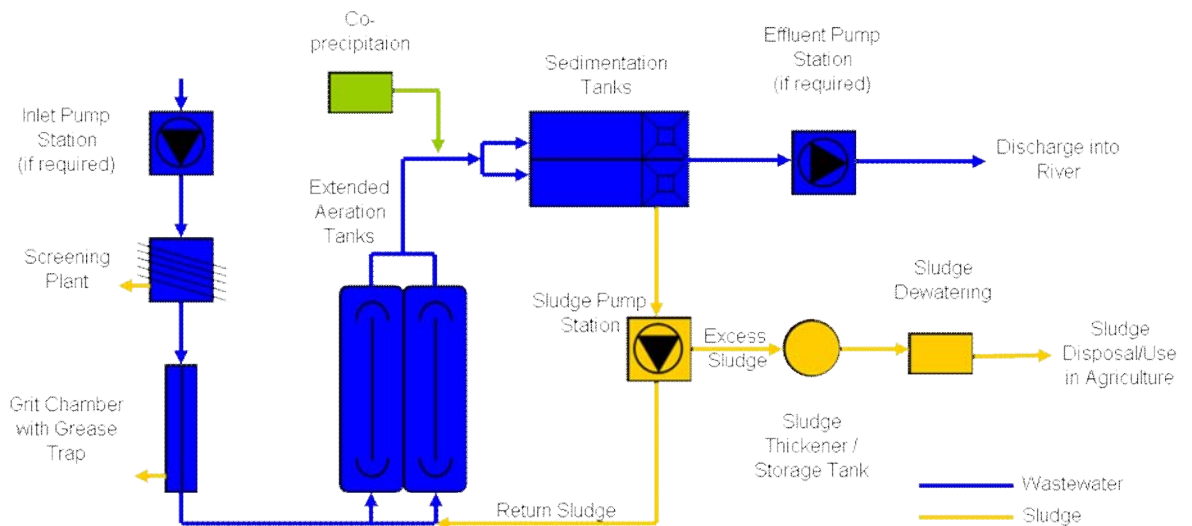 Co-
precipitaion
Inlet Pump
Station
(if required)
Screening
Plant
Grit Chamber
with Grease
Trap
Extended
Aeration
Tanks
Sedimentation
Tanks
Effluent Pump
Station
(if required)
Discharge into
River
Sludge Pump
Station
Excess
Sludge
Sludge
Dewatering
Sludge
Disposal/Use
in Agriculture
Sludge
Thickener /
Storage Tank
Return Sludge
Wastewater
Sludge